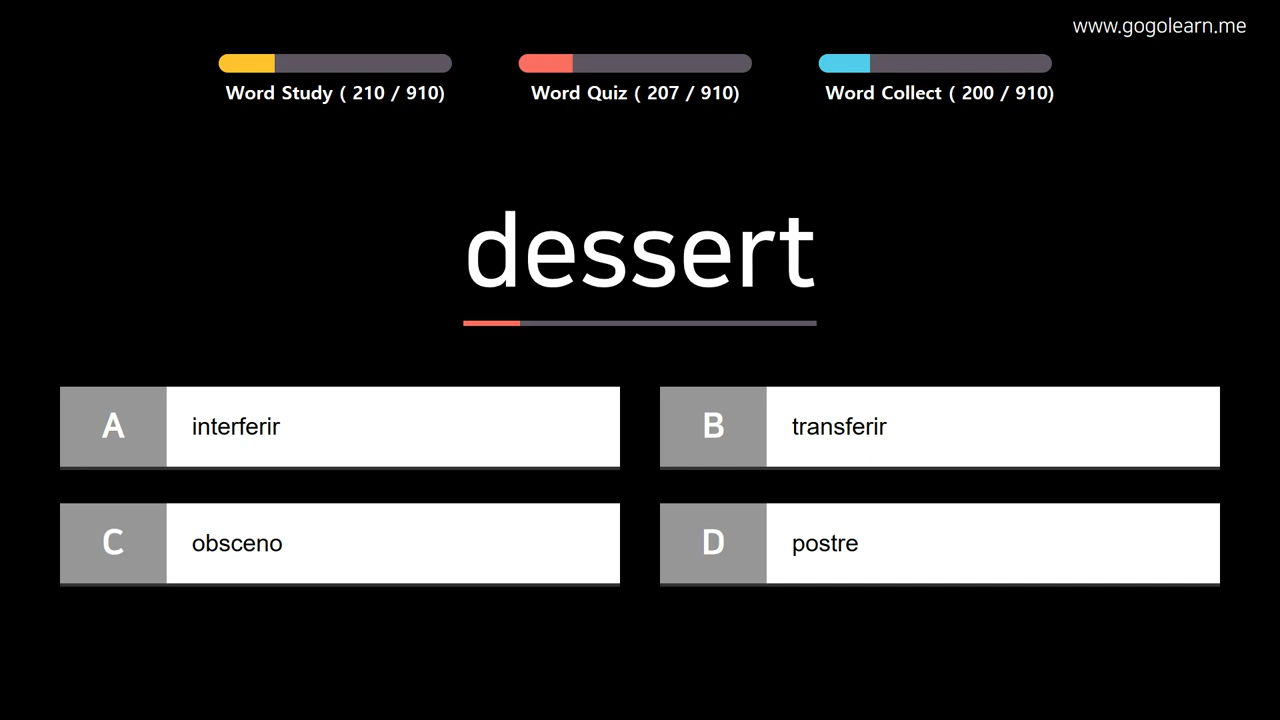 www.gogolearn.me
Word Study ( 210 / 910)
Word Quiz ( 207 / 910)
Word Collect ( 200 / 910)
dessert
A interferir
B transferir
C obsceno
D postre